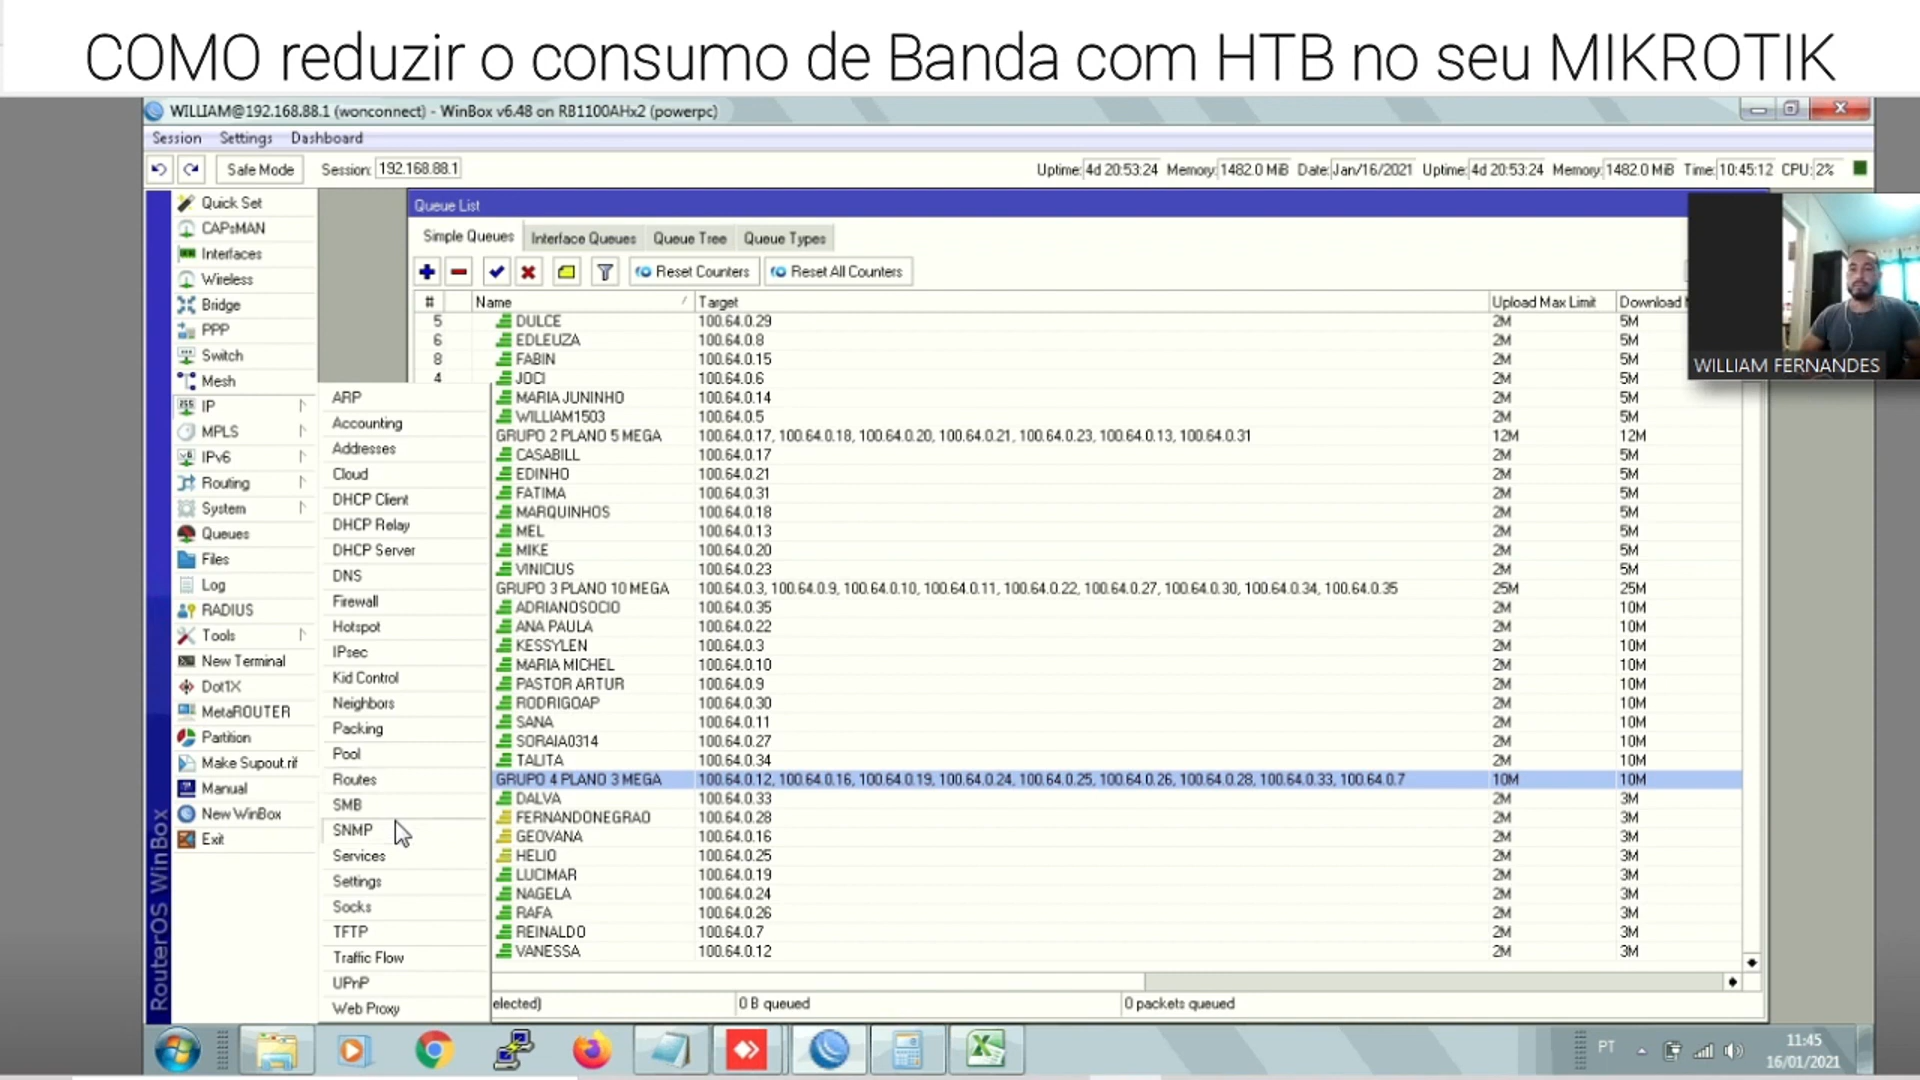 COMO reduzir o consumo de Banda com HTB no seu MIKROTIK
WILLIAM@192.168.88.1 (wonconnect) - WinBox v6.48 on RB1100AHx2 (powerpc)
Session Settings Dashboard
Safe Mode Session: 192.168.88.1 Uptime: 4d 20:53:24 Memory: 1482.0 MiB Date: Jan/16/2021 Uptime: 4d 20:53:24 Memory: 1482.0 MiB Time: 10:45:12 CPU: 2%
Quick Set
CAPsMAN
Interfaces
Wireless
Bridge
PPP
Switch
Mesh
IP
MPLS
IPv6
Routing
System
Queues
Files
Log
RADIUS
Tools
New Terminal
Dot1X
MetaROUTER
Partition
Make Supout.rif
Manual
New WinBox
Exit
RouterOS WinBox
ARP
Accounting
Addresses
Cloud
DHCP Client
DHCP Relay
DHCP Server
DNS
Firewall
Hotspot
IPsec
Kid Control
Neighbors
Packing
Pool
Routes
SMB
SNMP
Services
Settings
Socks
TFTP
Traffic Flow
UPnP
Web Proxy
Queue List
Simple Queues Interface Queues Queue Tree Queue Types
Reset Counters Reset All Counters
# Name Target Upload Max Limit Download
5 DULCE 100.64.0.29 2M 5M
6 EDLEUZA 100.64.0.8 2M 5M
8 FABIN 100.64.0.15 2M 5M
4 JOCI 100.64.0.6 2M 5M
MARIA JUNINHO 100.64.0.14 2M 5M
WILLIAM1503 100.64.0.5 2M 5M
GRUPO 2 PLANO 5 MEGA 100.64.0.17, 100.64.0.18, 100.64.0.20, 100.64.0.21, 100.64.0.23, 100.64.0.13, 100.64.0.31 12M 12M
CASABILL 100.64.0.17 2M 5M
EDINHO 100.64.0.21 2M 5M
FATIMA 100.64.0.31 2M 5M
MARQUINHOS 100.64.0.18 2M 5M
MEL 100.64.0.13 2M 5M
MIKE 100.64.0.20 2M 5M
VINICIUS 100.64.0.23 2M 5M
GRUPO 3 PLANO 10 MEGA 100.64.0.3, 100.64.0.9, 100.64.0.10, 100.64.0.11, 100.64.0.22, 100.64.0.27, 100.64.0.30, 100.64.0.34, 100.64.0.35 25M 25M
ADRIANOSOCIO 100.64.0.35 2M 10M
ANA PAULA 100.64.0.22 2M 10M
KESSYLEN 100.64.0.3 2M 10M
MARIA MICHEL 100.64.0.10 2M 10M
PASTOR ARTUR 100.64.0.9 2M 10M
RODRIGOAP 100.64.0.30 2M 10M
SANA 100.64.0.11 2M 10M
SORAIA0314 100.64.0.27 2M 10M
TALITA 100.64.0.34 2M 10M
GRUPO 4 PLANO 3 MEGA 100.64.0.12, 100.64.0.16, 100.64.0.19, 100.64.0.24, 100.64.0.25, 100.64.0.26, 100.64.0.28, 100.64.0.33, 100.64.0.7 10M 10M
DALVA 100.64.0.33 2M 3M
FERNANDONEGRAO 100.64.0.28 2M 3M
GEOVANA 100.64.0.16 2M 3M
HELIO 100.64.0.25 2M 3M
LUCIMAR 100.64.0.19 2M 3M
NAGELA 100.64.0.24 2M 3M
RAFA 100.64.0.26 2M 3M
REINALDO 100.64.0.7 2M 3M
VANESSA 100.64.0.12 2M 3M
elected) 0 B queued 0 packets queued
WILLIAM FERNANDES
PT 11:45
16/01/2021